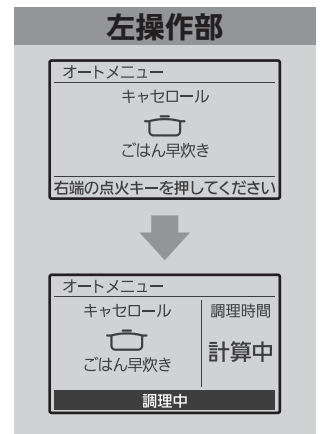 左操作部
オートメニュー
キャセロール
ごはん早炊き
右端の点火キーを押してください
オートメニュー
キャセロール
調理時間
計算中
ごはん早炊き
調理中